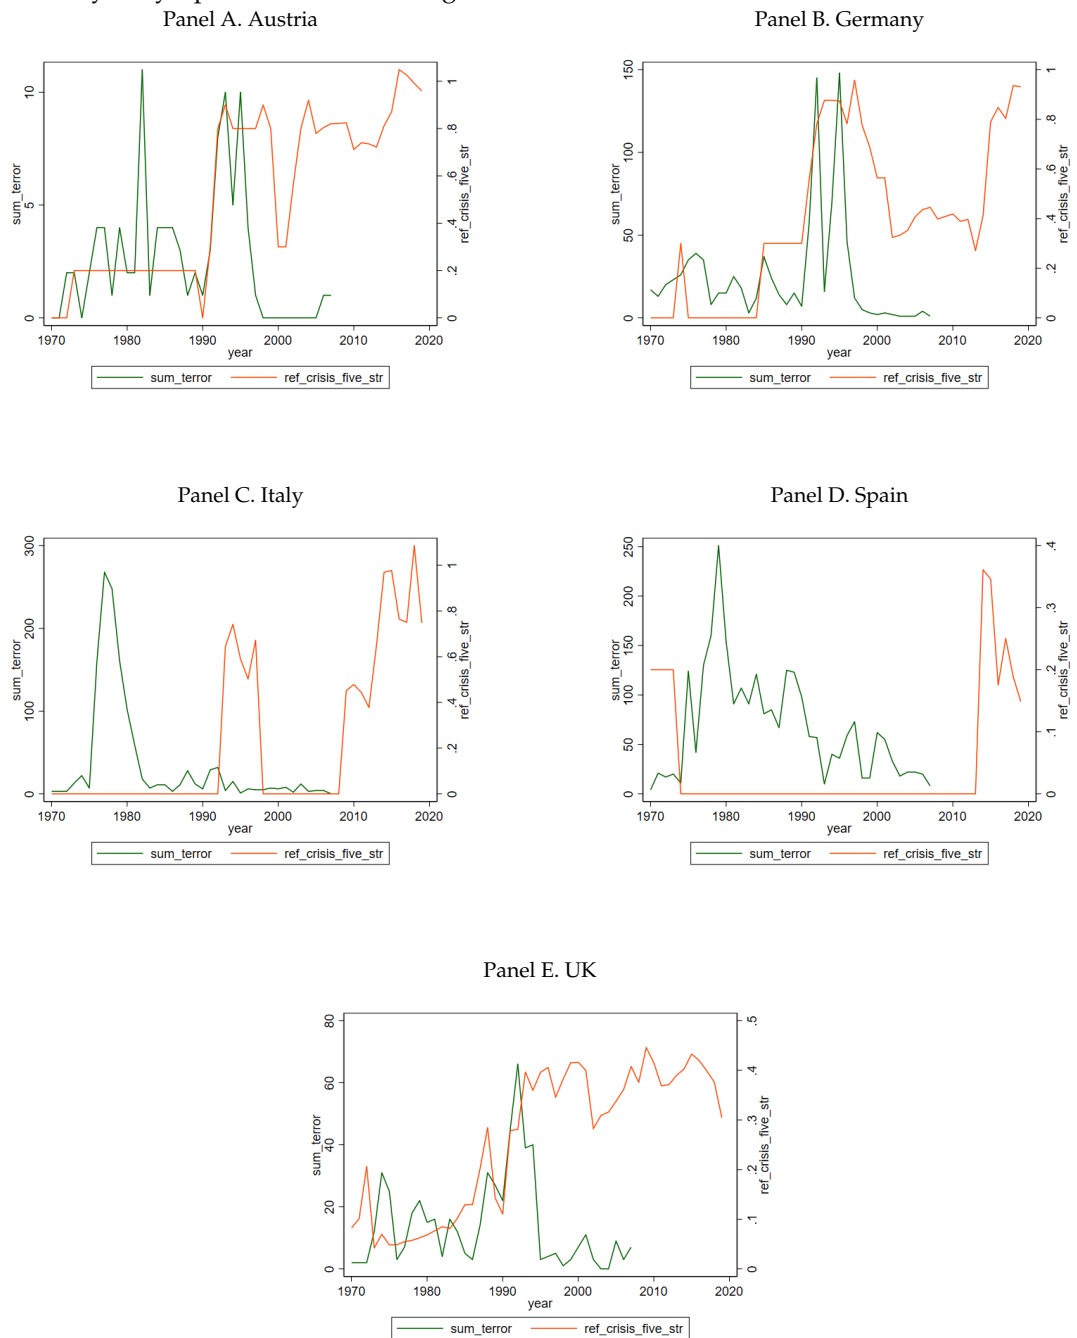 Panel A. Austria
Panel B. Germany
10
5
0
sum_terror
1
.8
.6
.4
.2
0
ref_crisis_five_str
1970 1980 1990 2000 2010 2020
year
sum_terror ref_crisis_five_str
150
100
50
0
sum_terror
1
.8
.6
.4
.2
0
ref_crisis_five_str
1970 1980 1990 2000 2010 2020
year
sum_terror ref_crisis_five_str
Panel C. Italy
Panel D. Spain
300
200
100
0
sum_terror
1
.8
.6
.4
.2
0
ref_crisis_five_str
1970 1980 1990 2000 2010 2020
year
sum_terror ref_crisis_five_str
250
200
150
100
50
0
sum_terror
.4
.3
.2
.1
0
ref_crisis_five_str
1970 1980 1990 2000 2010 2020
year
sum_terror ref_crisis_five_str
Panel E. UK
80
60
40
20
0
sum_terror
.5
.4
.3
.2
.1
0
ref_crisis_five_str
1970 1980 1990 2000 2010 2020
year
sum_terror ref_crisis_five_str